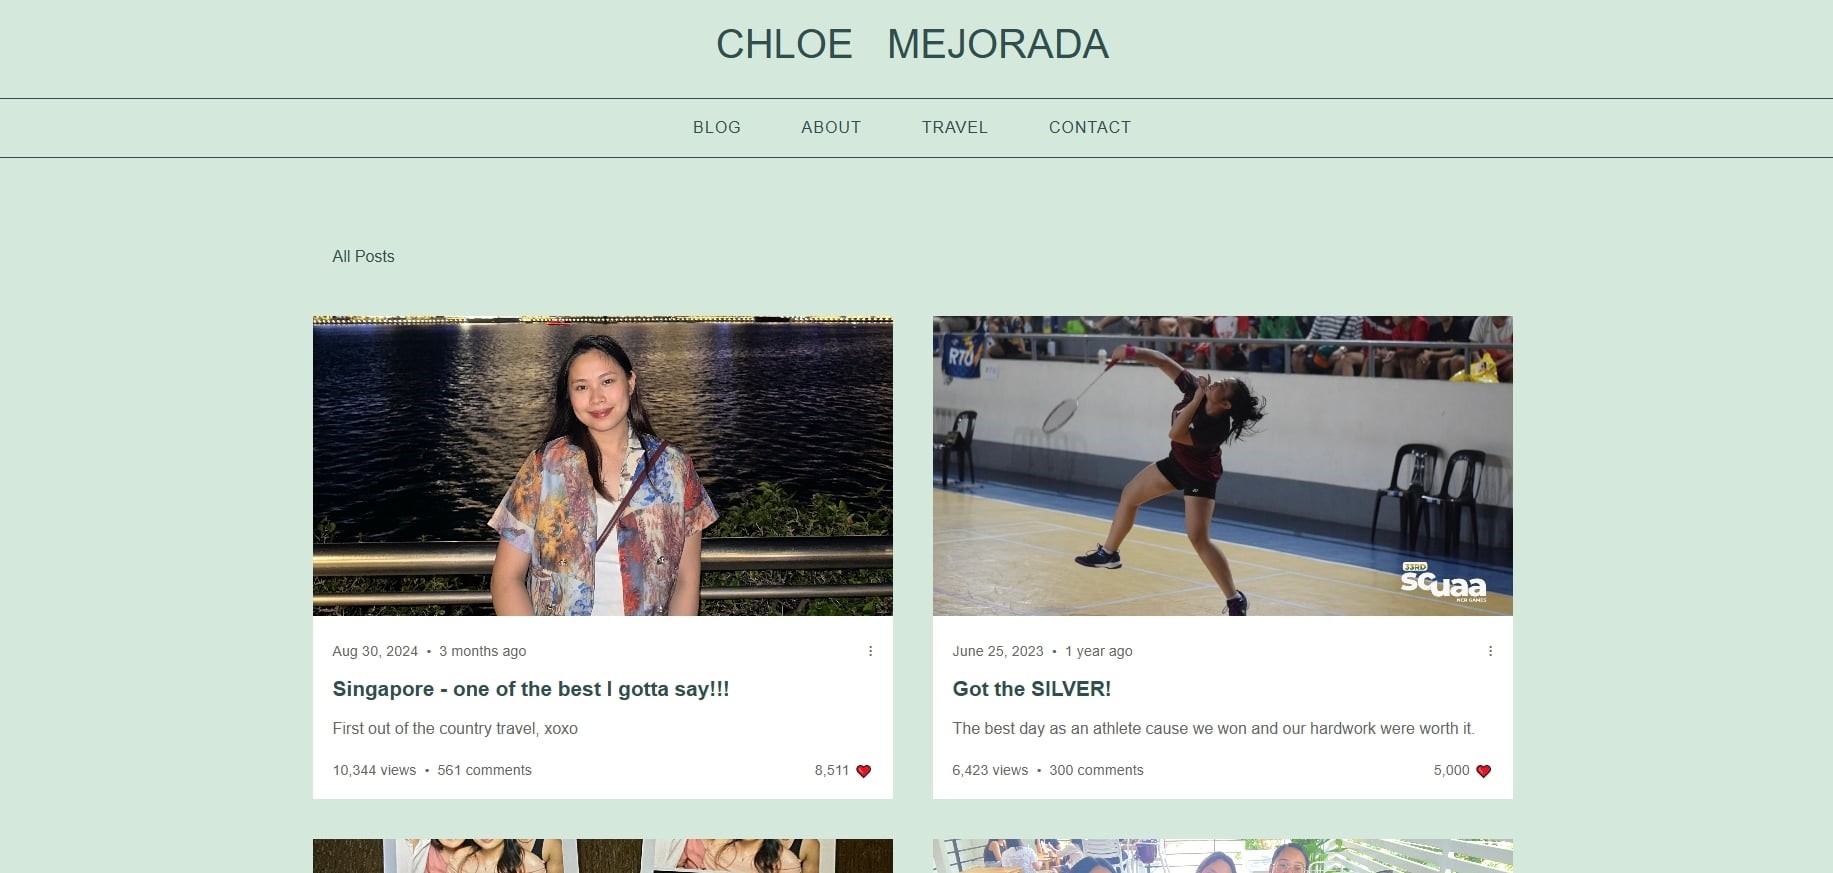 CHLOE MEJORADA
BLOG ABOUT TRAVEL CONTACT
All Posts
Aug 30, 2024 • 3 months ago
Singapore - one of the best I gotta say!!!
First out of the country travel, xoxo
10,344 views • 561 comments 8,511
RTU
33RD
scuaa
NCR GAMES
June 25, 2023 • 1 year ago
Got the SILVER!
The best day as an athlete cause we won and our hardwork were worth it.
6,423 views • 300 comments 5,000